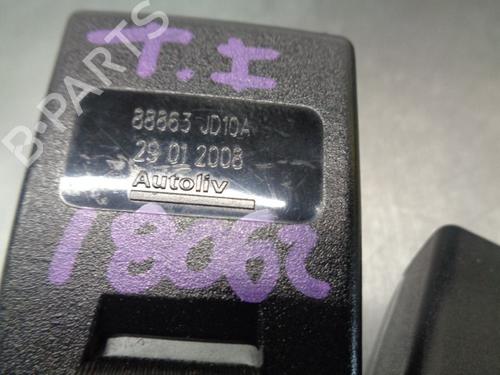 T.I
88863 JD10A
29 01 2008
Autoliv
18062
B-PARTS